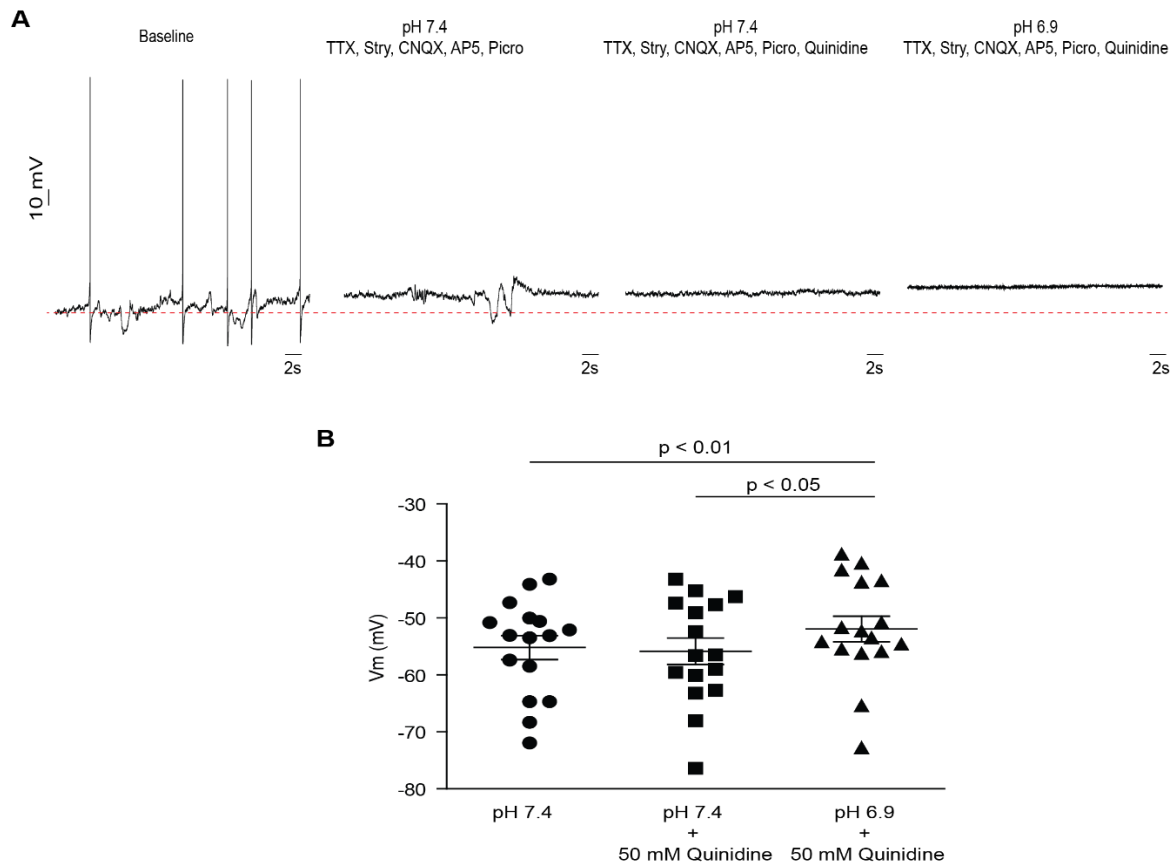 A
Baseline
pH 7.4
TTX, Stry, CNQX, AP5, Picro
pH 7.4
TTX, Stry, CNQX, AP5, Picro, Quinidine
pH 6.9
TTX, Stry, CNQX, AP5, Picro, Quinidine
10 mV
2s
2s
2s
2s
B
p < 0.01
p < 0.05
Vm (mV)
-30
-40
-50
-60
-70
-80
pH 7.4
pH 7.4
+
50 mM Quinidine
pH 6.9
+
50 mM Quinidine